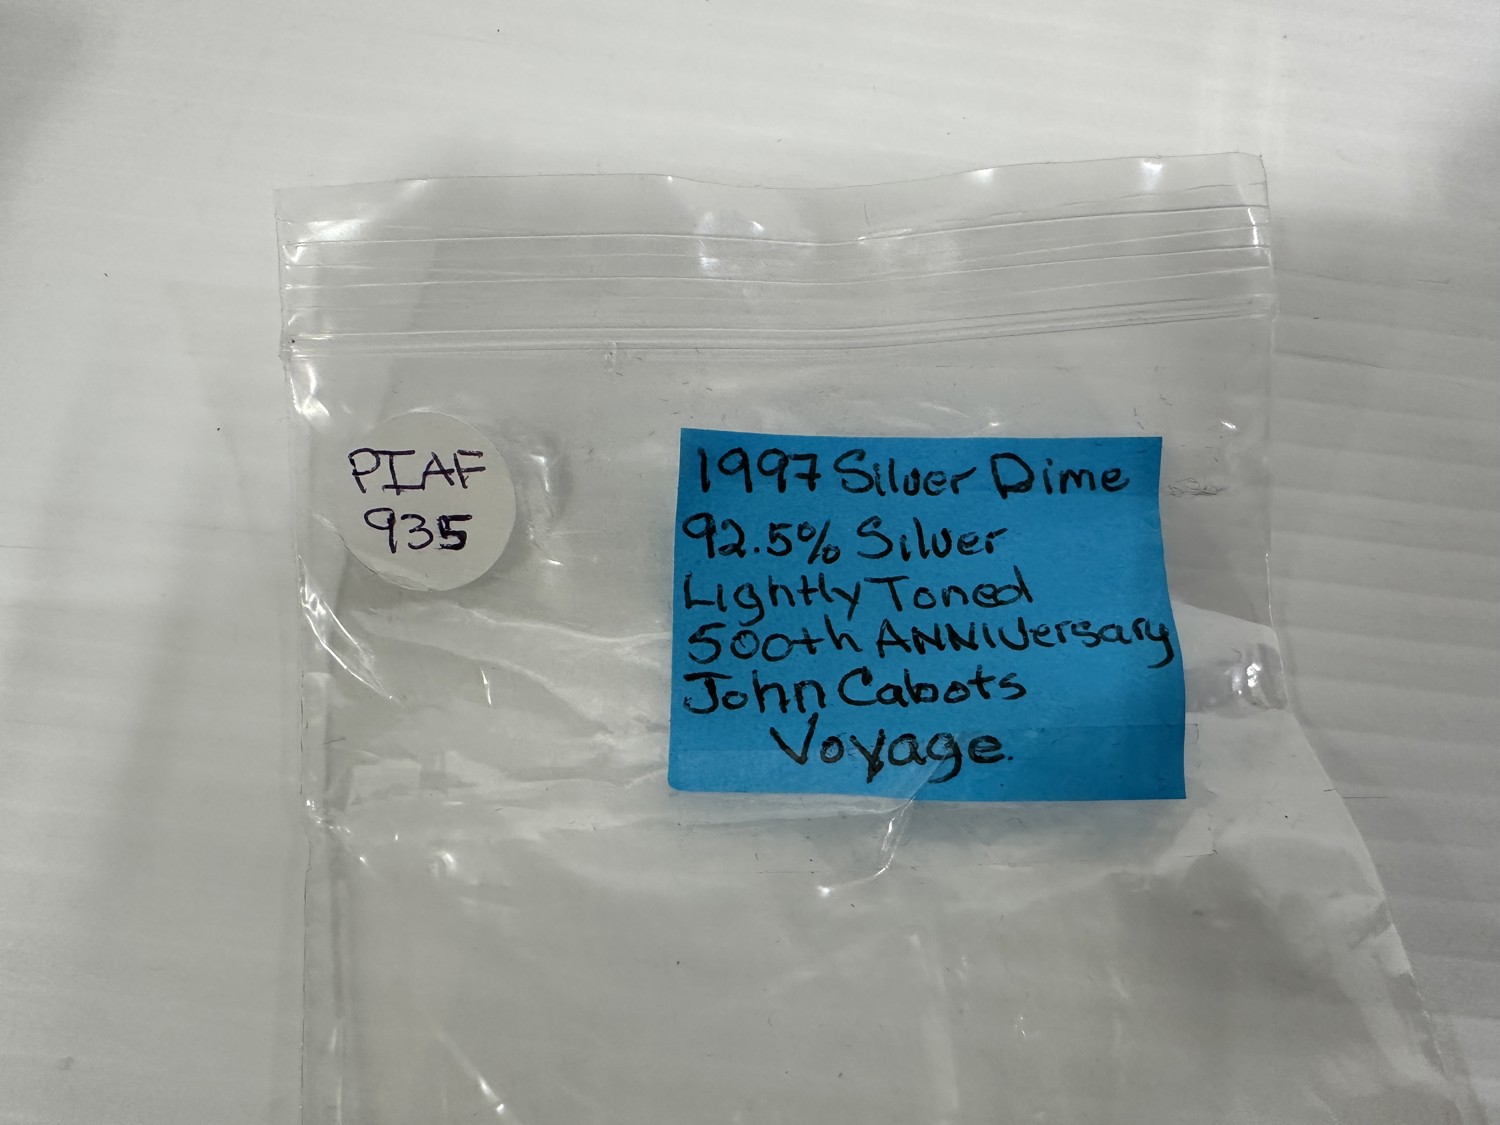 PIAF
935
1997 Silver Dime
92.5% Silver
Lightly Toned
500th ANNIVersary
John Cabots
Voyage.